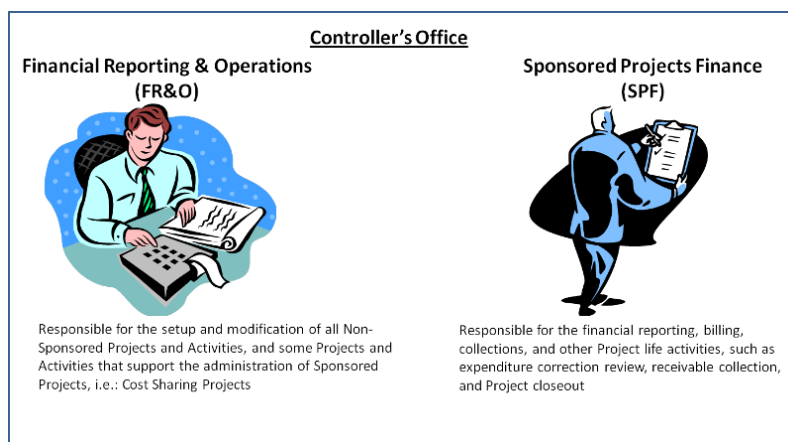 Controller's Office
Financial Reporting & Operations
(FR&O)
Sponsored Projects Finance
(SPF)
Responsible for the setup and modification of all Non-
Sponsored Projects and Activities, and some Projects and
Activities that support the administration of Sponsored
Projects, i.e.: Cost Sharing Projects
Responsible for the financial reporting, billing,
collections, and other Project life activities, such as
expenditure correction review, receivable collection,
and Project closeout